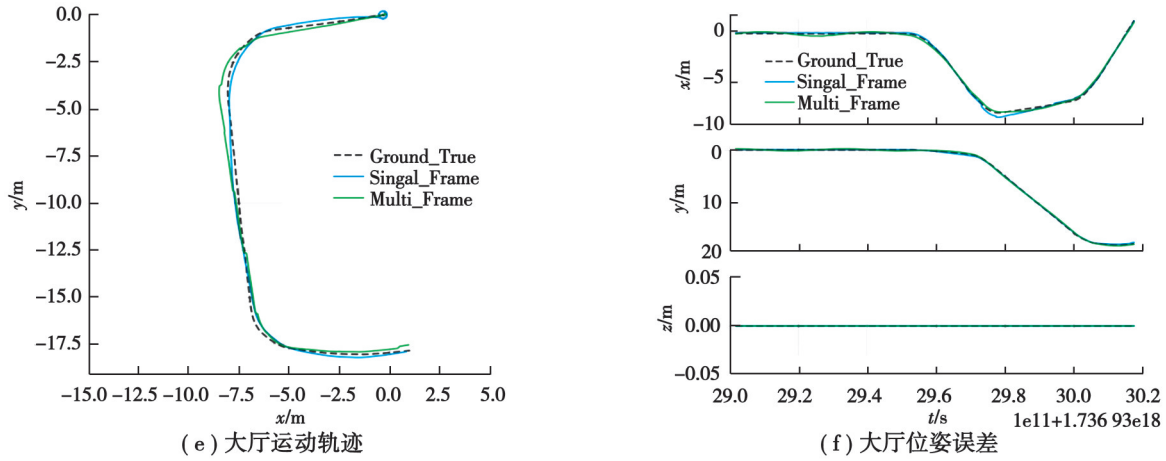 0.0
−2.5
−5.0
−7.5
−10.0
−12.5
−15.0
−17.5
y/m
Ground_True
Singal_Frame
Multi_Frame
−15.0 −12.5 −10.0 −7.5 −5.0 −2.5 0.0 2.5 5.0
x/m
(e)大厅运动轨迹
0
−5
−10
x/m
Ground_True
Singal_Frame
Multi_Frame
0
10
20
y/m
0.05
0.00
−0.05
z/m
29.0 29.2 29.4 29.6 29.8 30.0 30.2
t/s
1e11+1.736 93e18
(f)大厅位姿误差